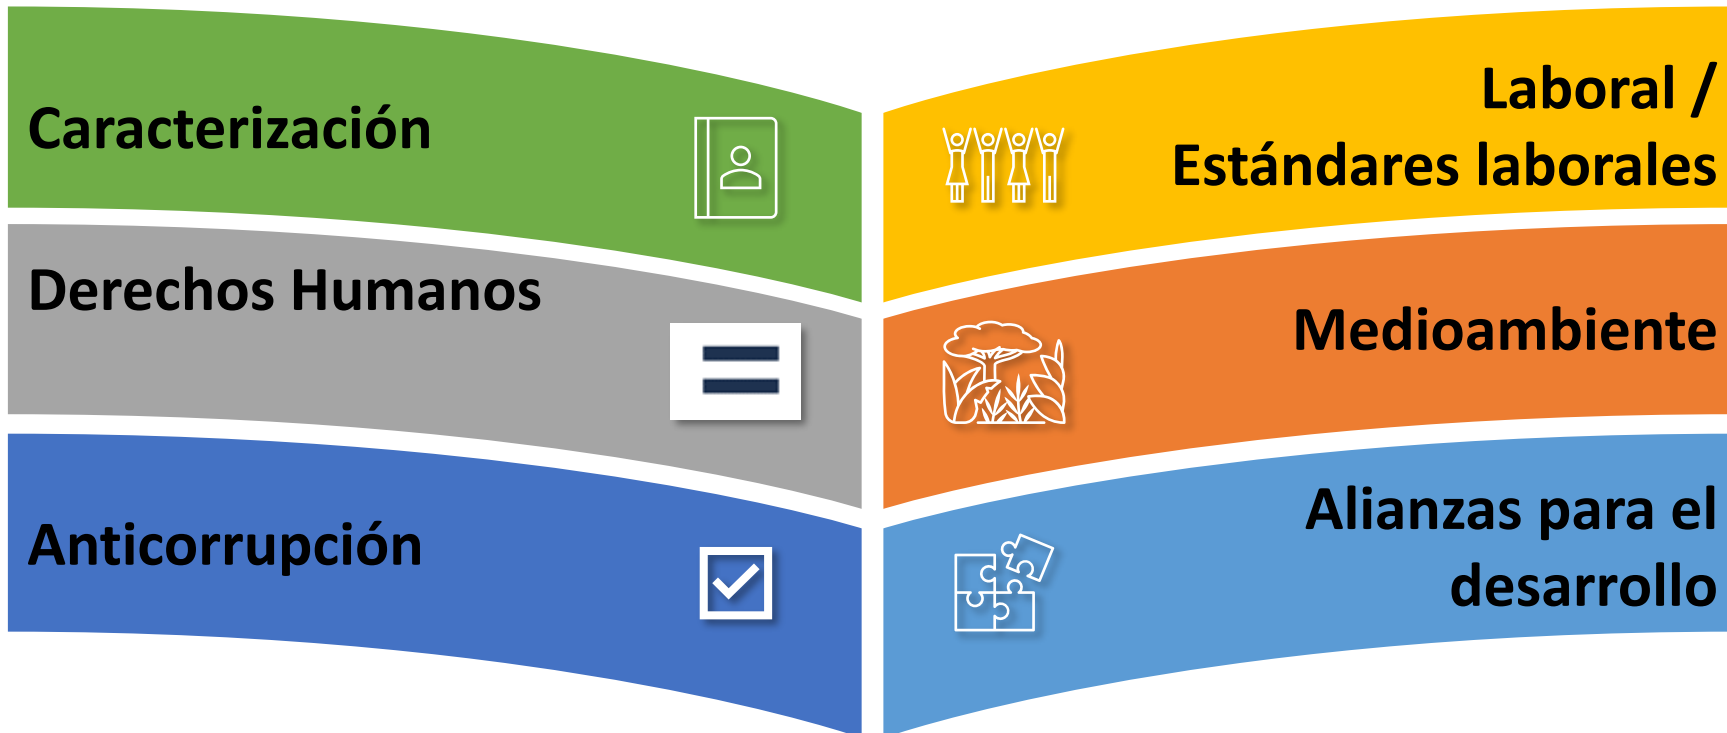 Caracterización
Derechos Humanos
Anticorrupción
Laboral /
Estándares laborales
Medioambiente
Alianzas para el
desarrollo